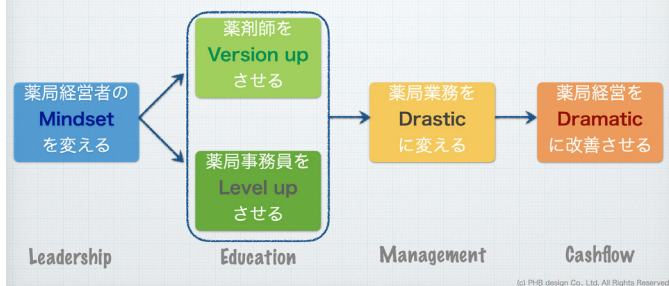 薬局経営者の
Mindset
を変える
薬剤師を
Version up
させる
薬局事務員を
Level up
させる
薬局業務を
Drastic
に変える
薬局経営を
Dramatic
に改善させる
Leadership
Education
Management
Cashflow
(c) PHB design Co., Ltd. All Rights Reserved